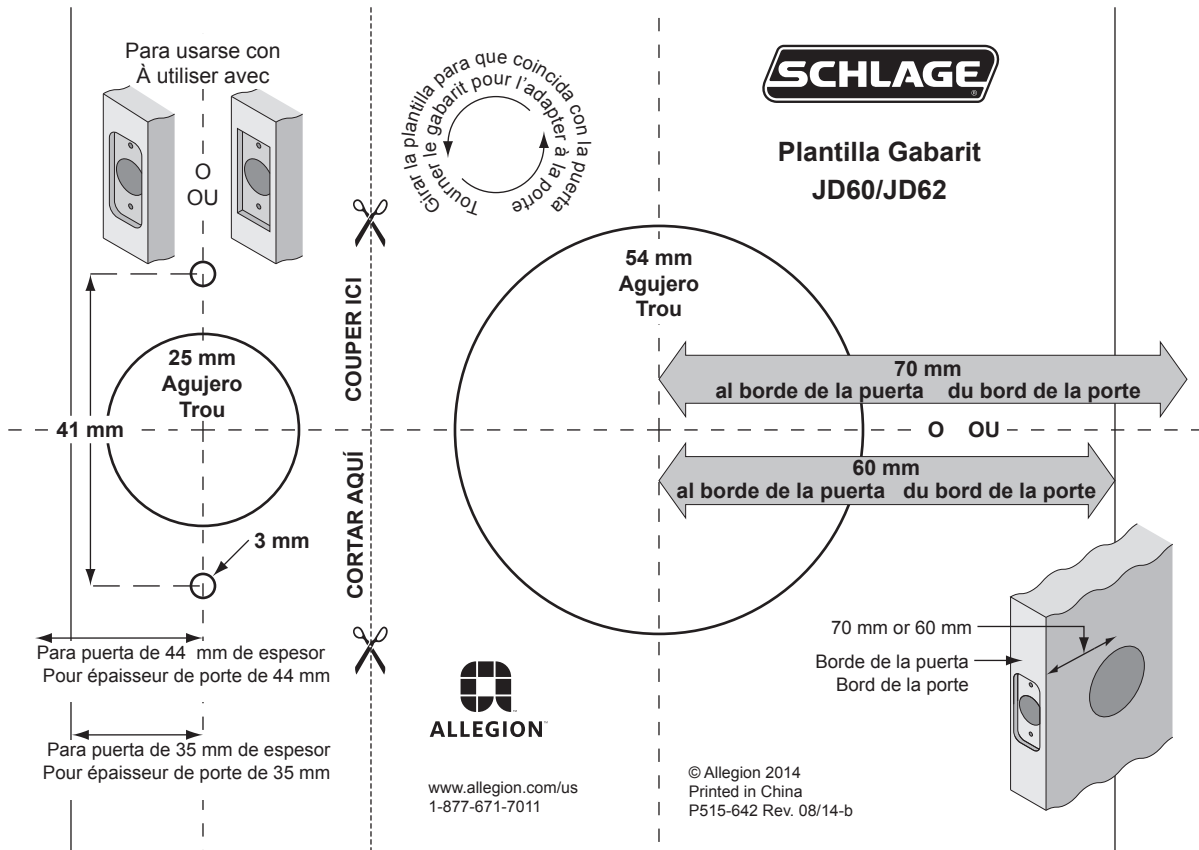 Para usarse con
À utiliser avec
O
OU
41 mm
25 mm
Agujero
Trou
3 mm
Para puerta de 44 mm de espesor
Pour épaisseur de porte de 44 mm
Para puerta de 35 mm de espesor
Pour épaisseur de porte de 35 mm
COUPER ICI
CORTAR AQUÍ
Girar la plantilla para que coincida con la puerta
Tourner le gabarit pour l'adapter à la porte
SCHLAGE®
Plantilla Gabarit
JD60/JD62
54 mm
Agujero
Trou
70 mm
al borde de la puerta du bord de la porte
O OU
60 mm
al borde de la puerta du bord de la porte
70 mm or 60 mm
Borde de la puerta
Bord de la porte
ALLEGION™
www.allegion.com/us
1-877-671-7011
© Allegion 2014
Printed in China
P515-642 Rev. 08/14-b